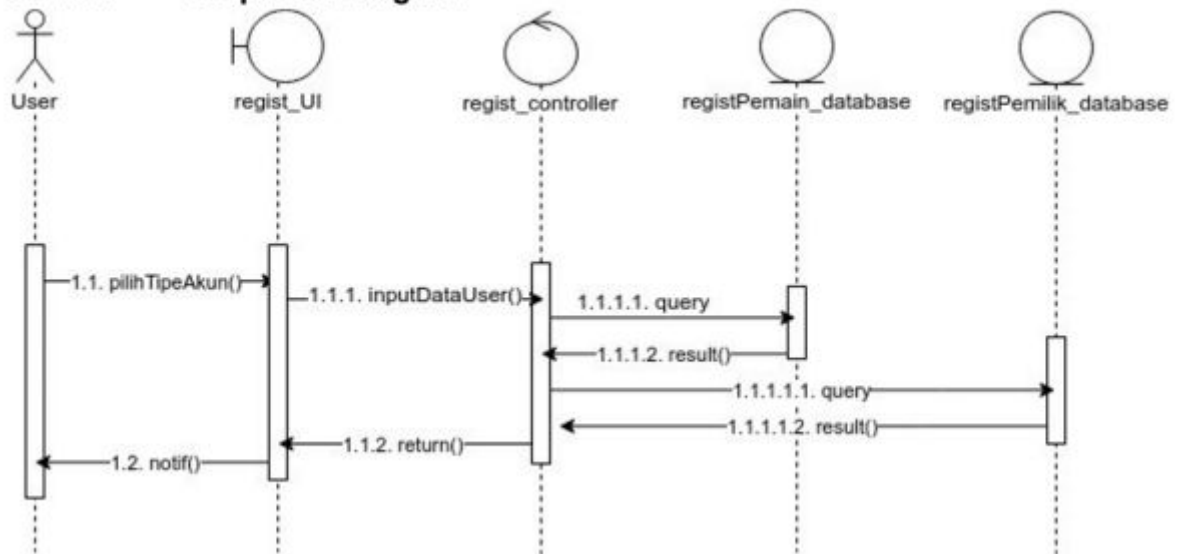 User
regist_UI
regist_controller
registPemain_database
registPemilik_database
1.1. pilihTipeAkun()
1.1.1. inputDataUser()
1.1.1.1. query
1.1.1.2. result()
1.1.1.1.1. query
1.1.1.1.2. result()
1.1.2. return()
1.2. notif()